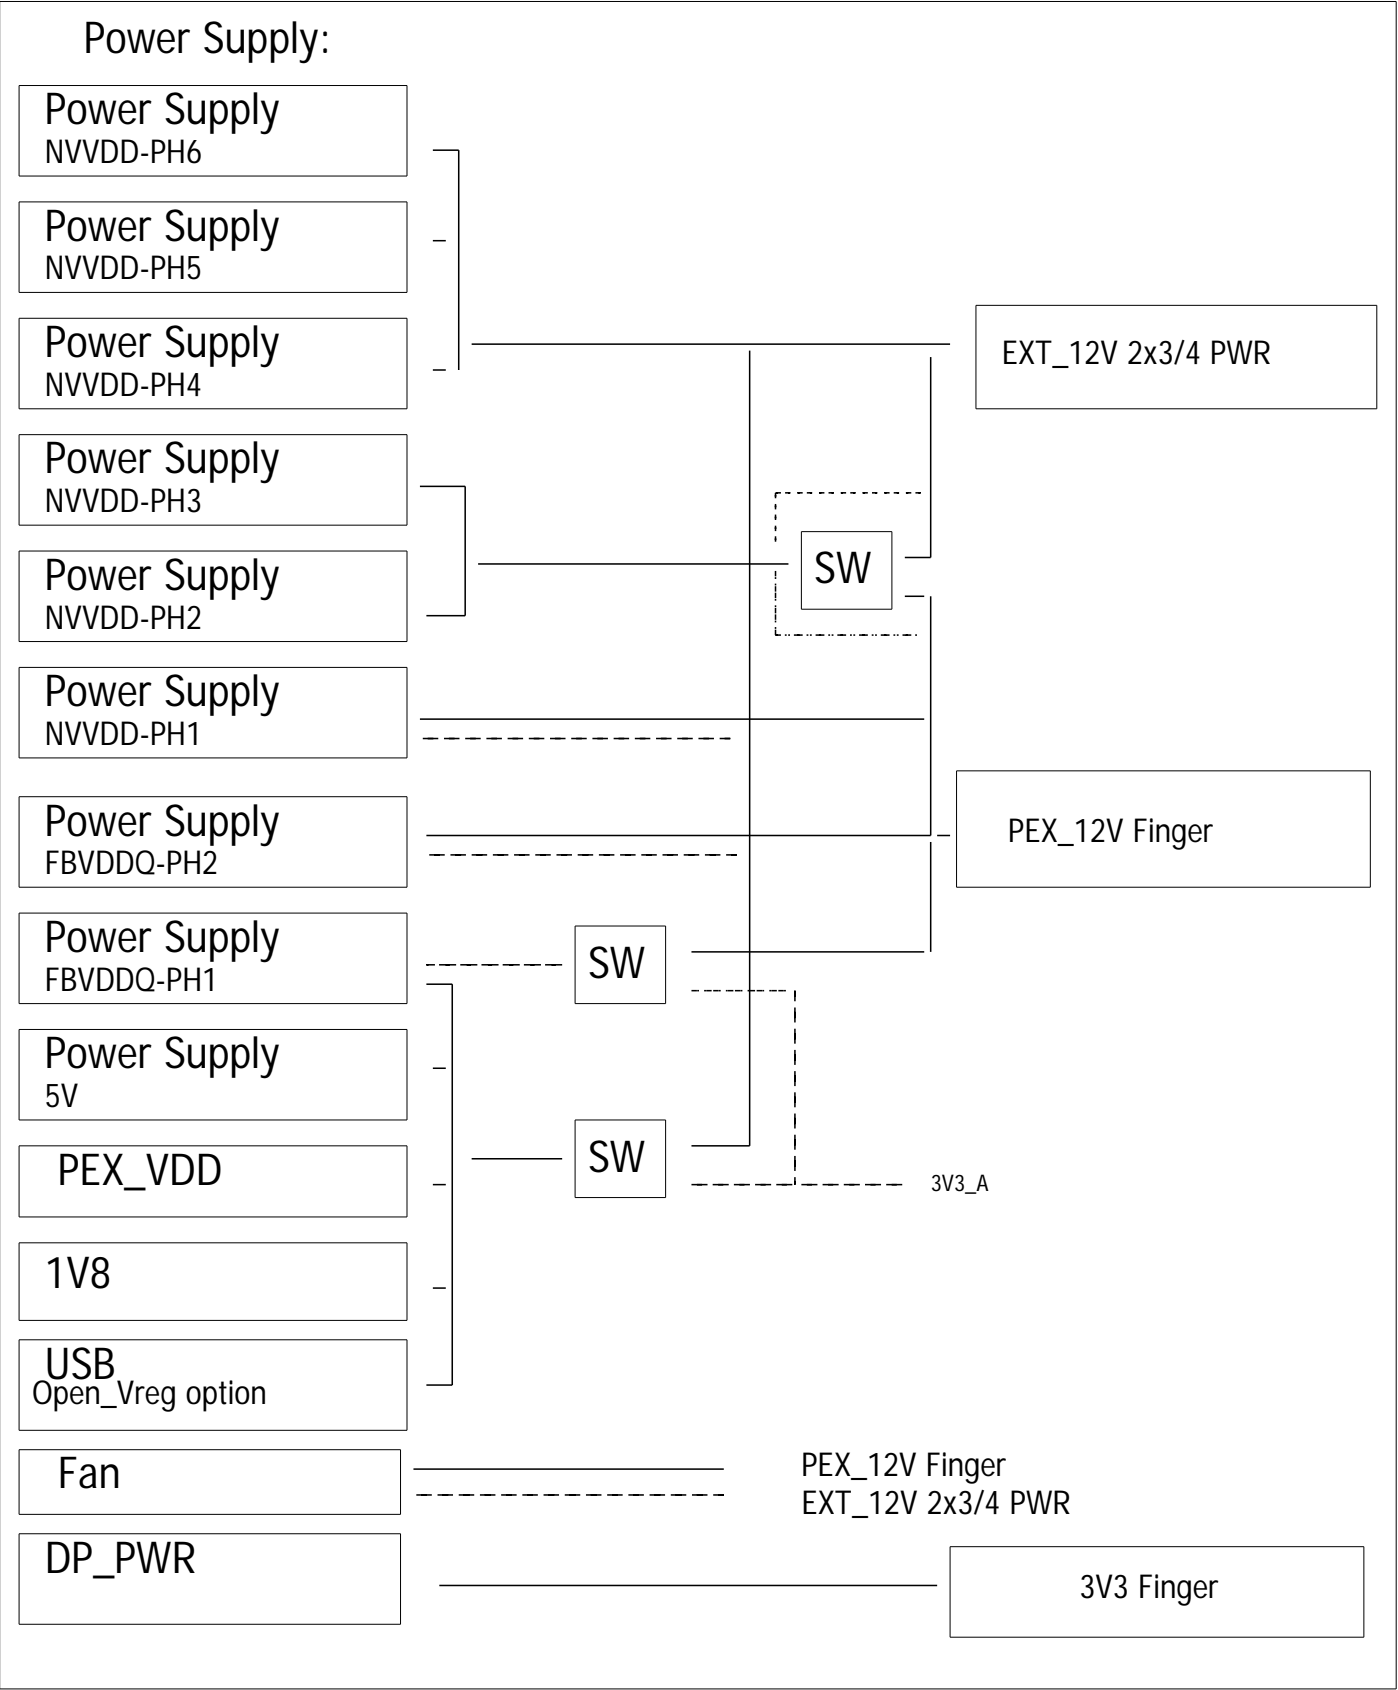 Power Supply:
Power Supply
NVVDD-PH6
Power Supply
NVVDD-PH5
Power Supply
NVVDD-PH4
EXT_12V 2x3/4 PWR
Power Supply
NVVDD-PH3
SW
Power Supply
NVVDD-PH2
Power Supply
NVVDD-PH1
Power Supply
FBVDDQ-PH2
PEX_12V Finger
Power Supply
FBVDDQ-PH1
SW
Power Supply
5V
PEX_VDD
SW
3V3_A
1V8
USB
Open_Vreg option
Fan
PEX_12V Finger
EXT_12V 2x3/4 PWR
DP_PWR
3V3 Finger